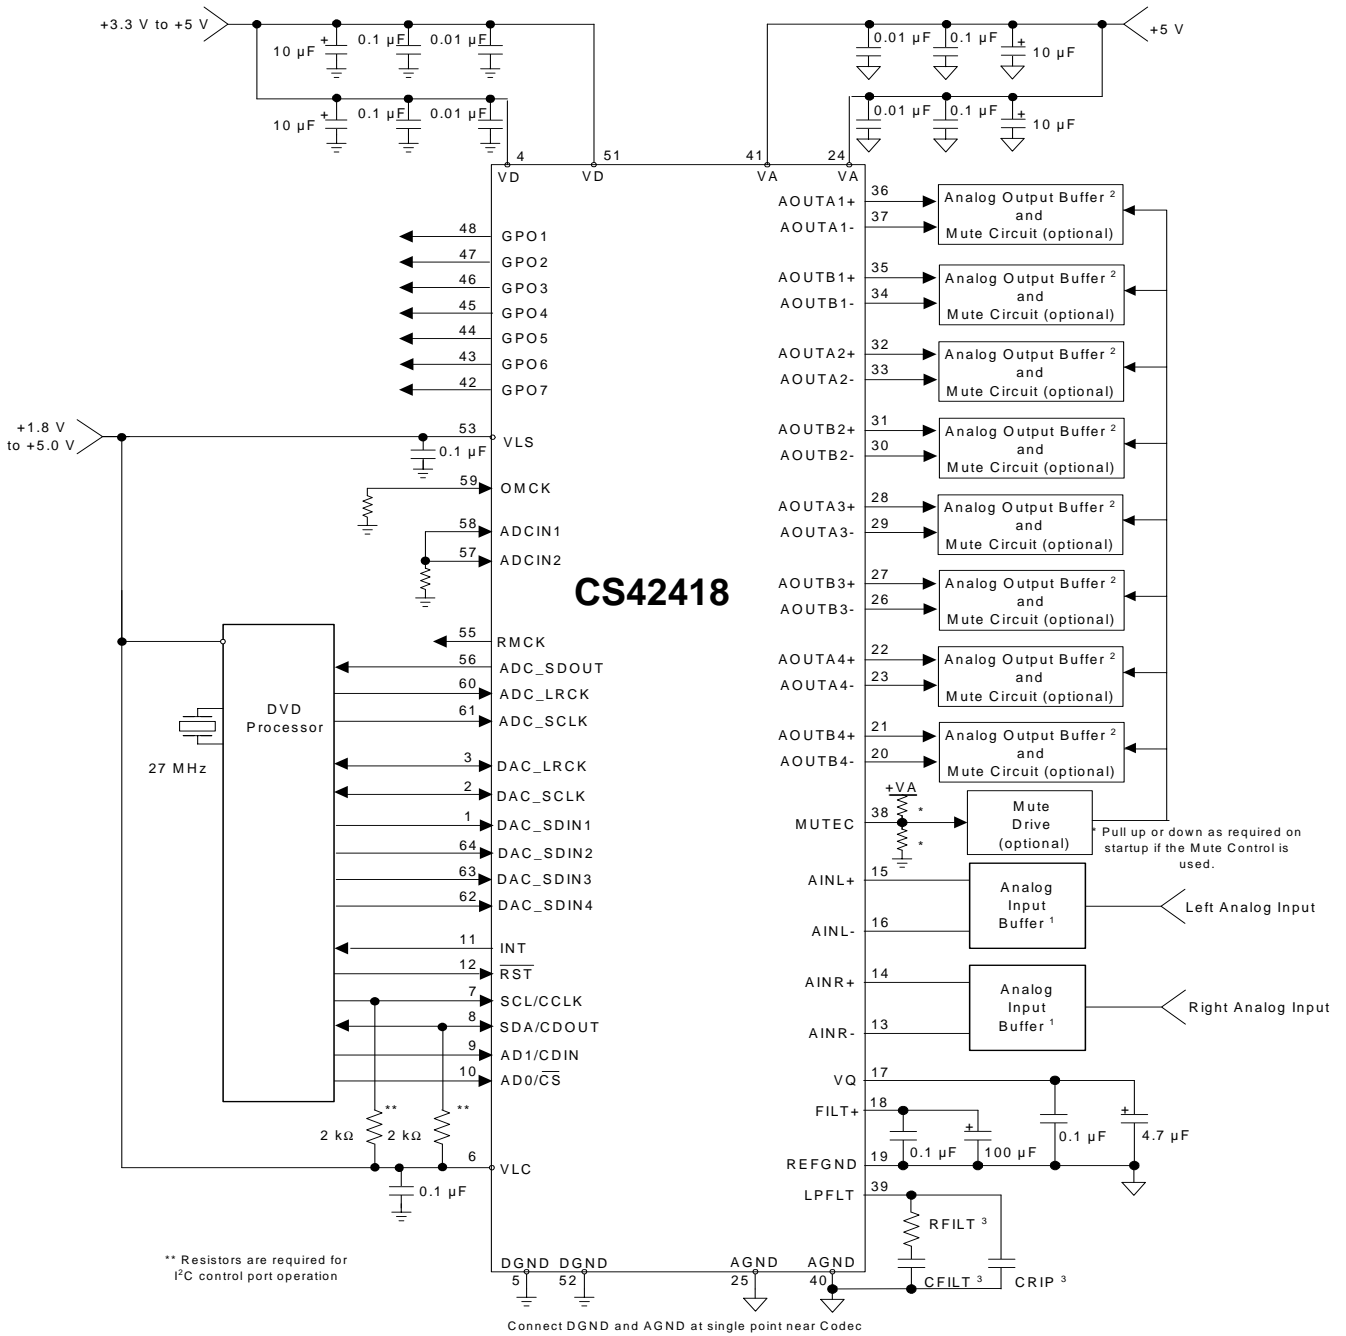 +3.3 V to +5 V
10 µF
+
0.1 µF
0.01 µF
10 µF
+
0.1 µF
0.01 µF
0.01 µF
0.1 µF
+
10 µF
+5 V
0.01 µF
0.1 µF
+
10 µF
4
51
41
24
VD
VD
VA
VA
48
GPO1
47
GPO2
46
GPO3
45
GPO4
44
GPO5
43
GPO6
42
GPO7
+1.8 V
to +5.0 V
53
VLS
0.1 µF
59
OMCK
58
ADCIN1
57
ADCIN2
CS42418
55
RMCK
56
ADC_SDOUT
60
ADC_LRCK
61
ADC_SCLK
DVD
Processor
27 MHz
3
DAC_LRCK
2
DAC_SCLK
1
DAC_SDIN1
64
DAC_SDIN2
63
DAC_SDIN3
62
DAC_SDIN4
11
INT
12
RST
7
SCL/CCLK
8
SDA/CDOUT
9
AD1/CDIN
10
AD0/CS
**
**
2 kΩ
2 kΩ
6
VLC
0.1 µF
** Resistors are required for
I2C control port operation
AOUTA1+
36
AOUTA1-
37
Analog Output Buffer 2
and
Mute Circuit (optional)
AOUTB1+
35
AOUTB1-
34
Analog Output Buffer 2
and
Mute Circuit (optional)
AOUTA2+
32
AOUTA2-
33
Analog Output Buffer 2
and
Mute Circuit (optional)
AOUTB2+
31
AOUTB2-
30
Analog Output Buffer 2
and
Mute Circuit (optional)
AOUTA3+
28
AOUTA3-
29
Analog Output Buffer 2
and
Mute Circuit (optional)
AOUTB3+
27
AOUTB3-
26
Analog Output Buffer 2
and
Mute Circuit (optional)
AOUTA4+
22
AOUTA4-
23
Analog Output Buffer 2
and
Mute Circuit (optional)
AOUTB4+
21
AOUTB4-
20
Analog Output Buffer 2
and
Mute Circuit (optional)
+VA
*
*
MUTEC
38
Mute
Drive
(optional)
* Pull up or down as required on
startup if the Mute Control is
used.
AINL+
15
AINL-
16
Analog
Input
Buffer 1
Left Analog Input
AINR+
14
AINR-
13
Analog
Input
Buffer 1
Right Analog Input
VQ
17
FILT+
18
0.1 µF
+
100 µF
0.1 µF
+
4.7 µF
REFGND
19
LPFLT
39
RFILT 3
CFILT 3
CRIP 3
DGND
DGND
AGND
AGND
5
52
25
40
Connect DGND and AGND at single point near Codec